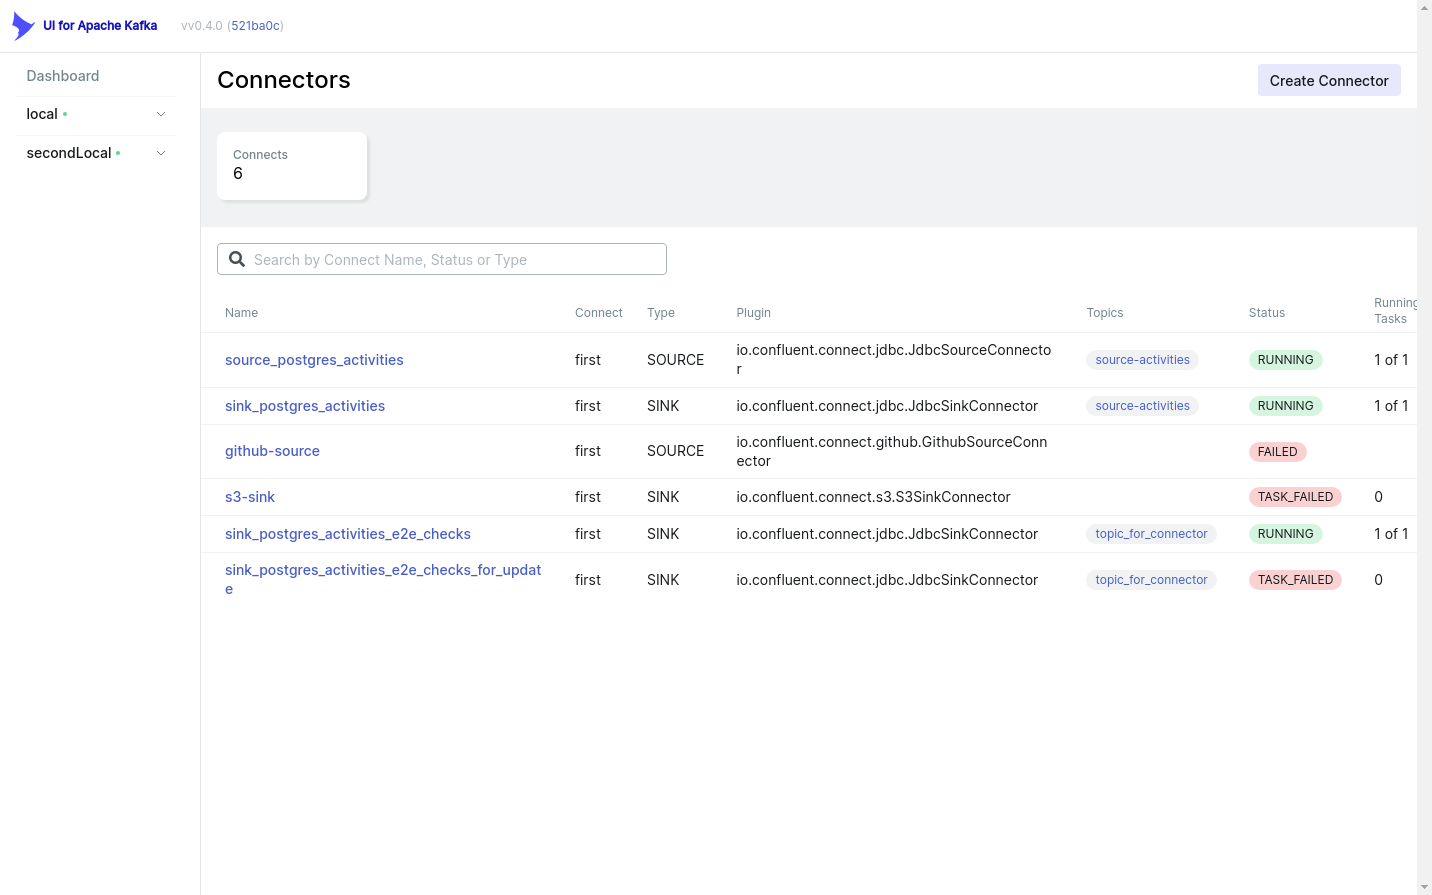 UI for Apache Kafka vv0.4.0 (521ba0c)
Dashboard
local
secondLocal
Connectors
Create Connector
Connects
6
Search by Connect Name, Status or Type
Name Connect Type Plugin Topics Status Running
Tasks
source_postgres_activities first SOURCE io.confluent.connect.jdbc.JdbcSourceConnecto
r source-activities RUNNING 1 of 1
sink_postgres_activities first SINK io.confluent.connect.jdbc.JdbcSinkConnector source-activities RUNNING 1 of 1
github-source first SOURCE io.confluent.connect.github.GithubSourceConn
ector FAILED
s3-sink first SINK io.confluent.connect.s3.S3SinkConnector TASK_FAILED 0
sink_postgres_activities_e2e_checks first SINK io.confluent.connect.jdbc.JdbcSinkConnector topic_for_connector RUNNING 1 of 1
sink_postgres_activities_e2e_checks_for_updat
e first SINK io.confluent.connect.jdbc.JdbcSinkConnector topic_for_connector TASK_FAILED 0